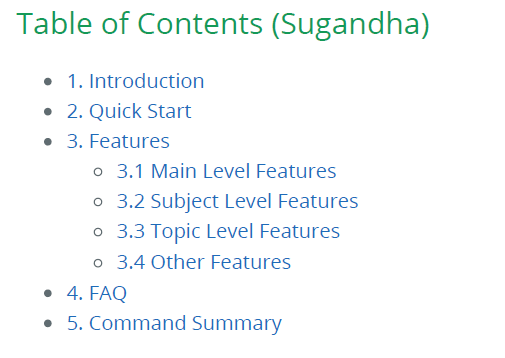 Table of Contents (Sugandha)
1. Introduction
2. Quick Start
3. Features
3.1 Main Level Features
3.2 Subject Level Features
3.3 Topic Level Features
3.4 Other Features
4. FAQ
5. Command Summary